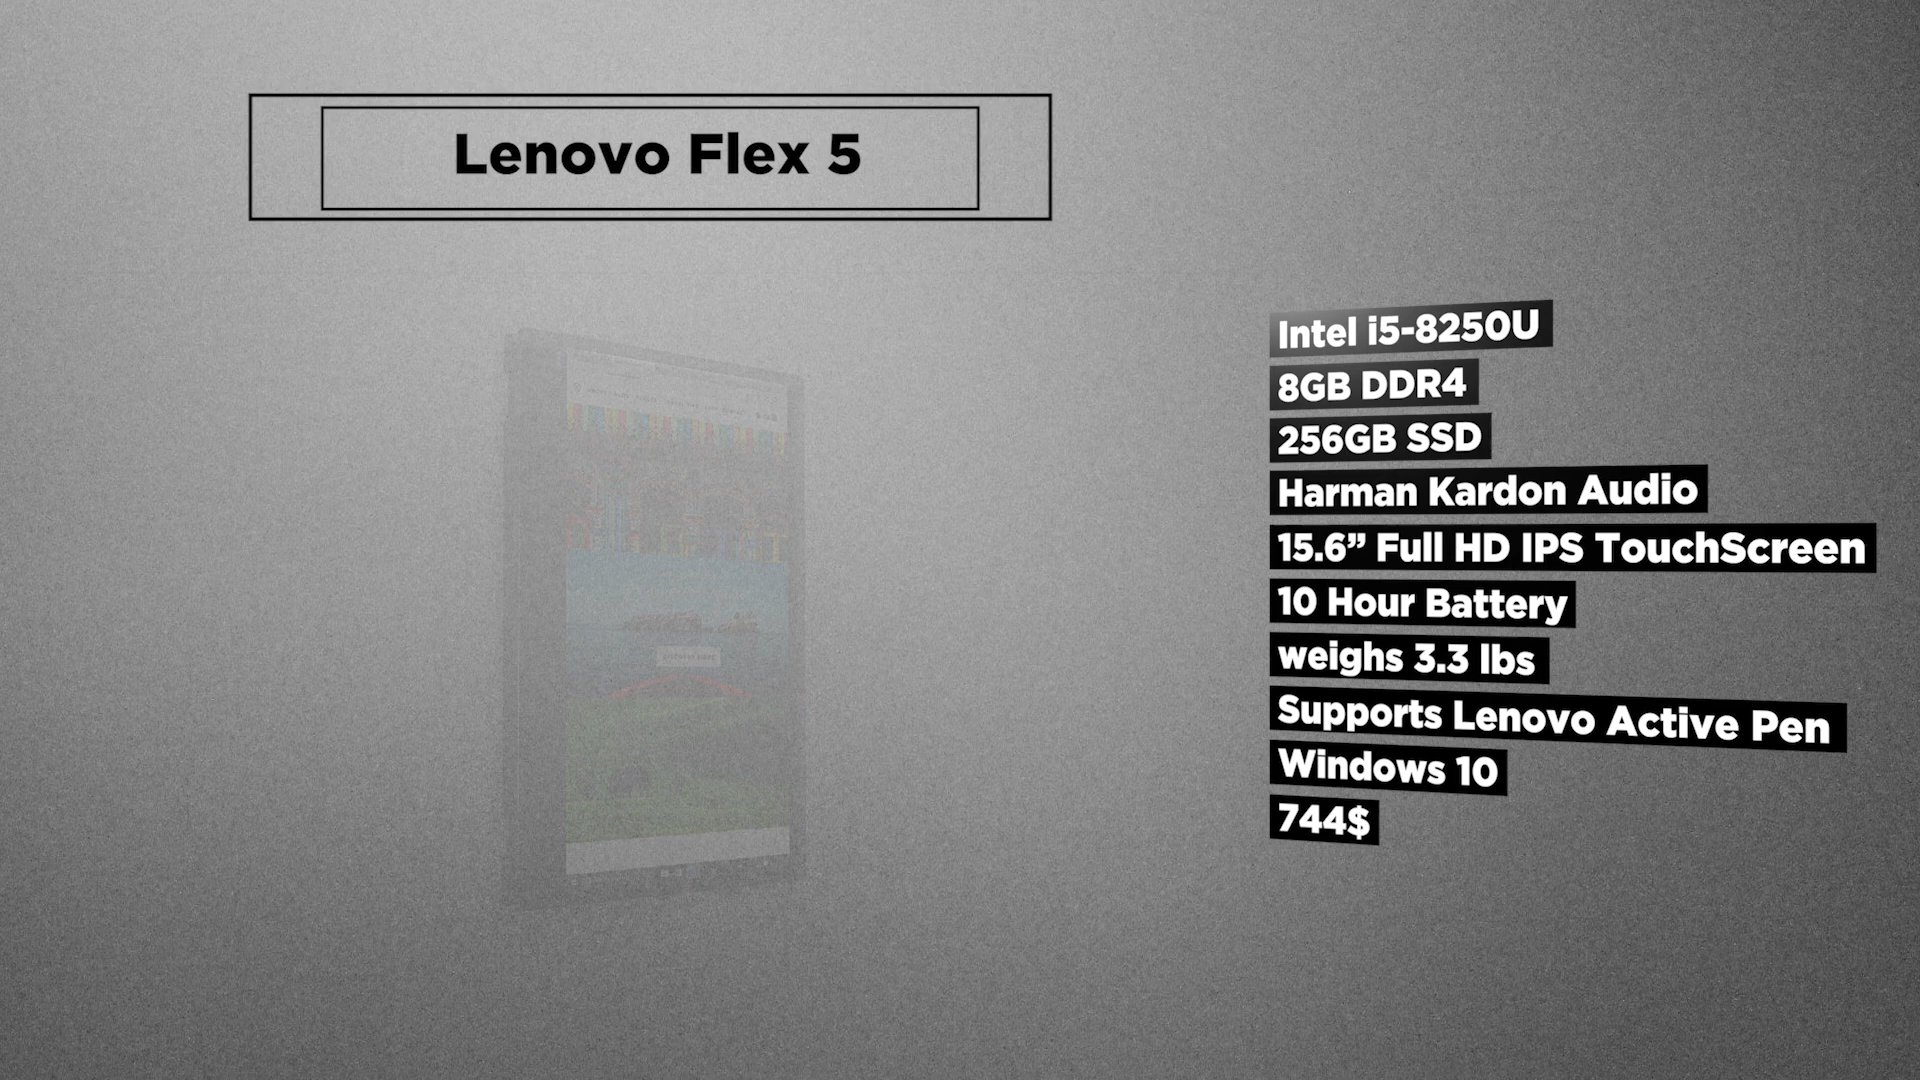 Lenovo Flex 5
Intel i5-8250U
8GB DDR4
256GB SSD
Harman Kardon Audio
15.6” Full HD IPS TouchScreen
10 Hour Battery
weighs 3.3 lbs
Supports Lenovo Active Pen
Windows 10
744$